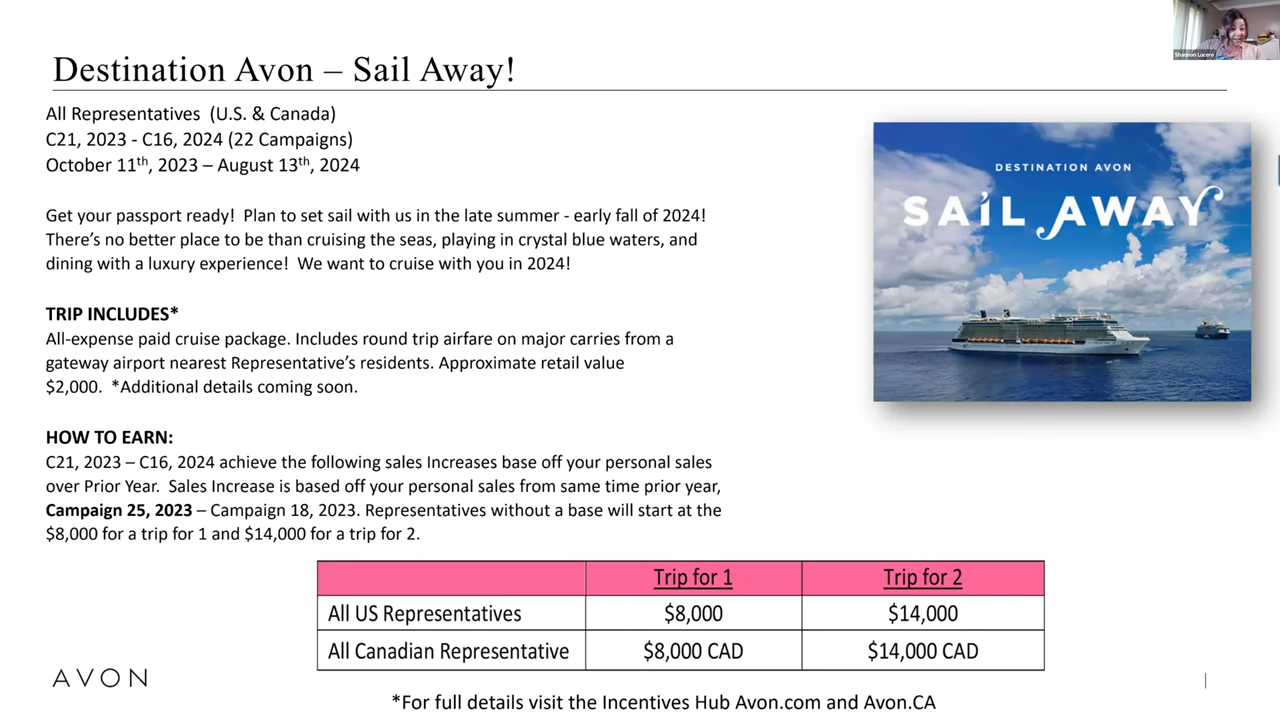 Shannon Lucero
Destination Avon – Sail Away!
All Representatives (U.S. & Canada)
C21, 2023 - C16, 2024 (22 Campaigns)
October 11th, 2023 – August 13th, 2024
Get your passport ready! Plan to set sail with us in the late summer - early fall of 2024!
There's no better place to be than cruising the seas, playing in crystal blue waters, and
dining with a luxury experience! We want to cruise with you in 2024!
TRIP INCLUDES*
All-expense paid cruise package. Includes round trip airfare on major carries from a
gateway airport nearest Representative's residents. Approximate retail value
$2,000. *Additional details coming soon.
HOW TO EARN:
C21, 2023 – C16, 2024 achieve the following sales Increases base off your personal sales
over Prior Year. Sales Increase is based off your personal sales from same time prior year,
Campaign 25, 2023 – Campaign 18, 2023. Representatives without a base will start at the
$8,000 for a trip for 1 and $14,000 for a trip for 2.
DESTINATION AVON
SAIL AWAY
Trip for 1 Trip for 2
All US Representatives $8,000 $14,000
All Canadian Representative $8,000 CAD $14,000 CAD
AVON
*For full details visit the Incentives Hub Avon.com and Avon.CA